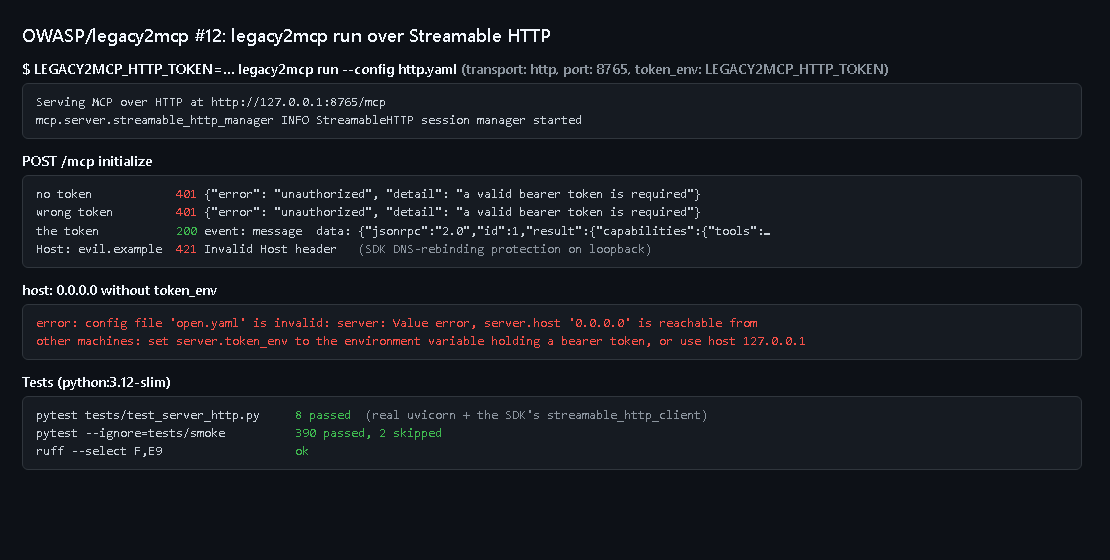 OWASP/legacy2mcp #12: legacy2mcp run over Streamable HTTP
$ LEGACY2MCP_HTTP_TOKEN=… legacy2mcp run --config http.yaml (transport: http, port: 8765, token_env: LEGACY2MCP_HTTP_TOKEN)
Serving MCP over HTTP at http://127.0.0.1:8765/mcp
mcp.server.streamable_http_manager INFO StreamableHTTP session manager started
POST /mcp initialize
no token 401 {"error": "unauthorized", "detail": "a valid bearer token is required"}
wrong token 401 {"error": "unauthorized", "detail": "a valid bearer token is required"}
the token 200 event: message data: {"jsonrpc":"2.0","id":1,"result":{"capabilities":{"tools":…
Host: evil.example 421 Invalid Host header (SDK DNS-rebinding protection on loopback)
host: 0.0.0.0 without token_env
error: config file 'open.yaml' is invalid: server: Value error, server.host '0.0.0.0' is reachable from
other machines: set server.token_env to the environment variable holding a bearer token, or use host 127.0.0.1
Tests (python:3.12-slim)
pytest tests/test_server_http.py 8 passed (real uvicorn + the SDK's streamable_http_client)
pytest --ignore=tests/smoke 390 passed, 2 skipped
ruff --select F,E9 ok